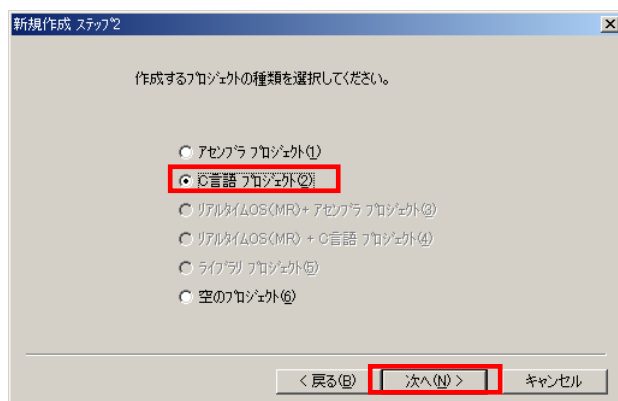 新規作成 ステップ2
作成するプロジェクトの種類を選択してください。
アセンブラ プロジェクト(1)
C言語 プロジェクト(2)
リアルタイムOS(MR)+ アセンブラ プロジェクト(3)
リアルタイムOS(MR) + C言語 プロジェクト(4)
ライブラリ プロジェクト(5)
空のプロジェクト(6)
< 戻る(B) 次へ(N) > キャンセル